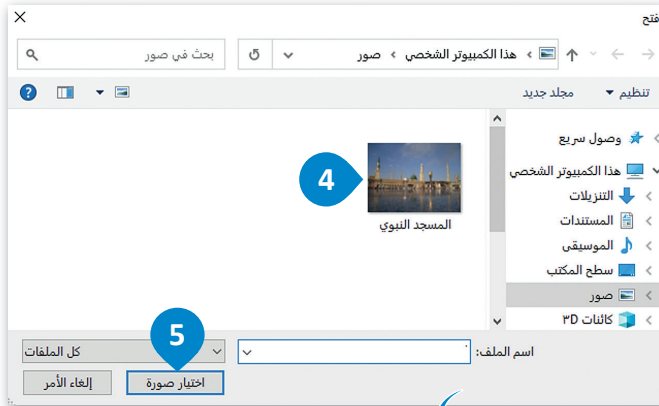 فتح
هذا الكمبيوتر الشخصي › صور
بحث في صور
تنظيم
مجلد جديد
وصول سريع
هذا الكمبيوتر الشخصي
التنزيلات
المستندات
الموسيقى
سطح المكتب
صور
كائنات ٣D
4
المسجد النبوي
اسم الملف:
كل الملفات
5
اختيار صورة
إلغاء الأمر